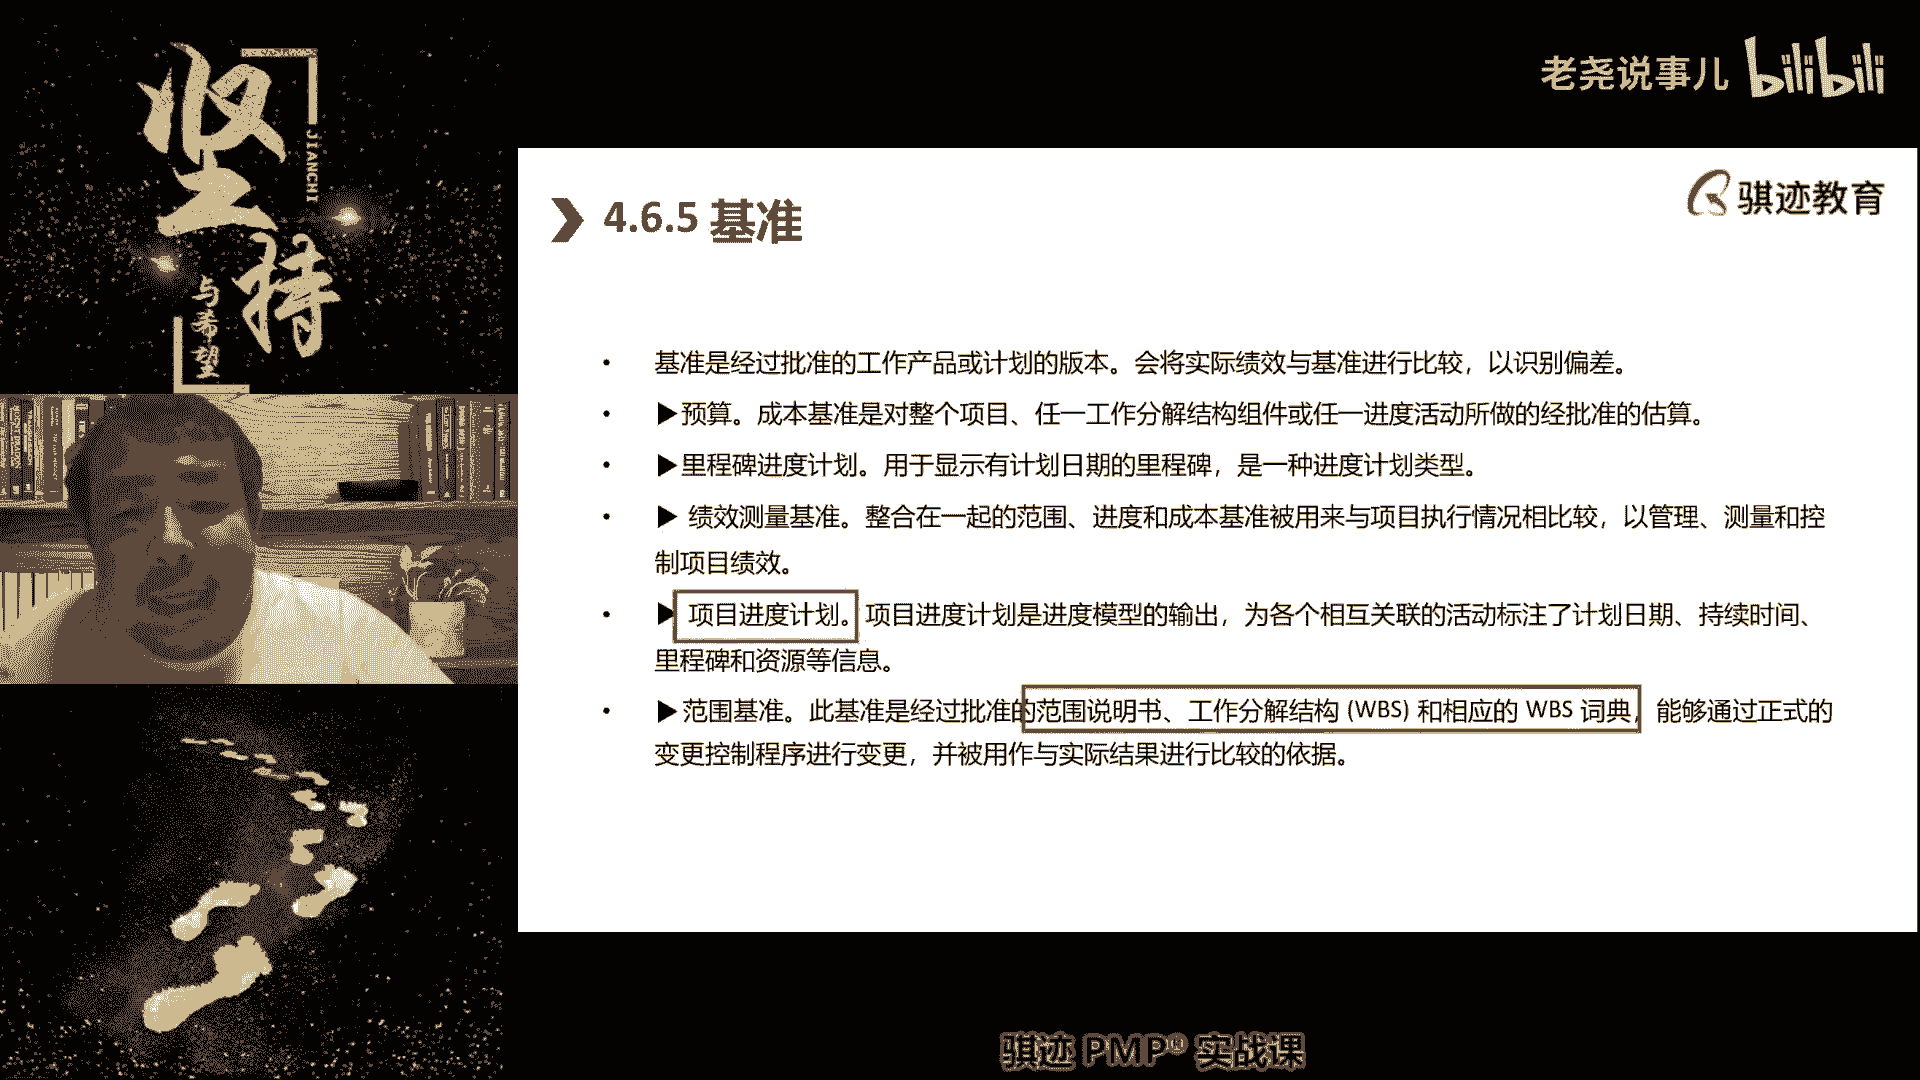 坚持
JIANCHI
与希望
老尧说事儿 bilibili
骐迹教育
4.6.5 基准
• 基准是经过批准的工作产品或计划的版本。会将实际绩效与基准进行比较，以识别偏差。
• ▶预算。成本基准是对整个项目、任一工作分解结构组件或任一进度活动所做的经批准的估算。
• ▶里程碑进度计划。用于显示有计划日期的里程碑，是一种进度计划类型。
• ▶ 绩效测量基准。整合在一起的范围、进度和成本基准被用来与项目执行情况相比较，以管理、测量和控
制项目绩效。
• ▶ 项目进度计划。项目进度计划是进度模型的输出，为各个相互关联的活动标注了计划日期、持续时间、
里程碑和资源等信息。
• ▶范围基准。此基准是经过批准的范围说明书、工作分解结构 (WBS) 和相应的 WBS 词典，能够通过正式的
变更控制程序进行变更，并被用作与实际结果进行比较的依据。
骐迹 PMP® 实战课